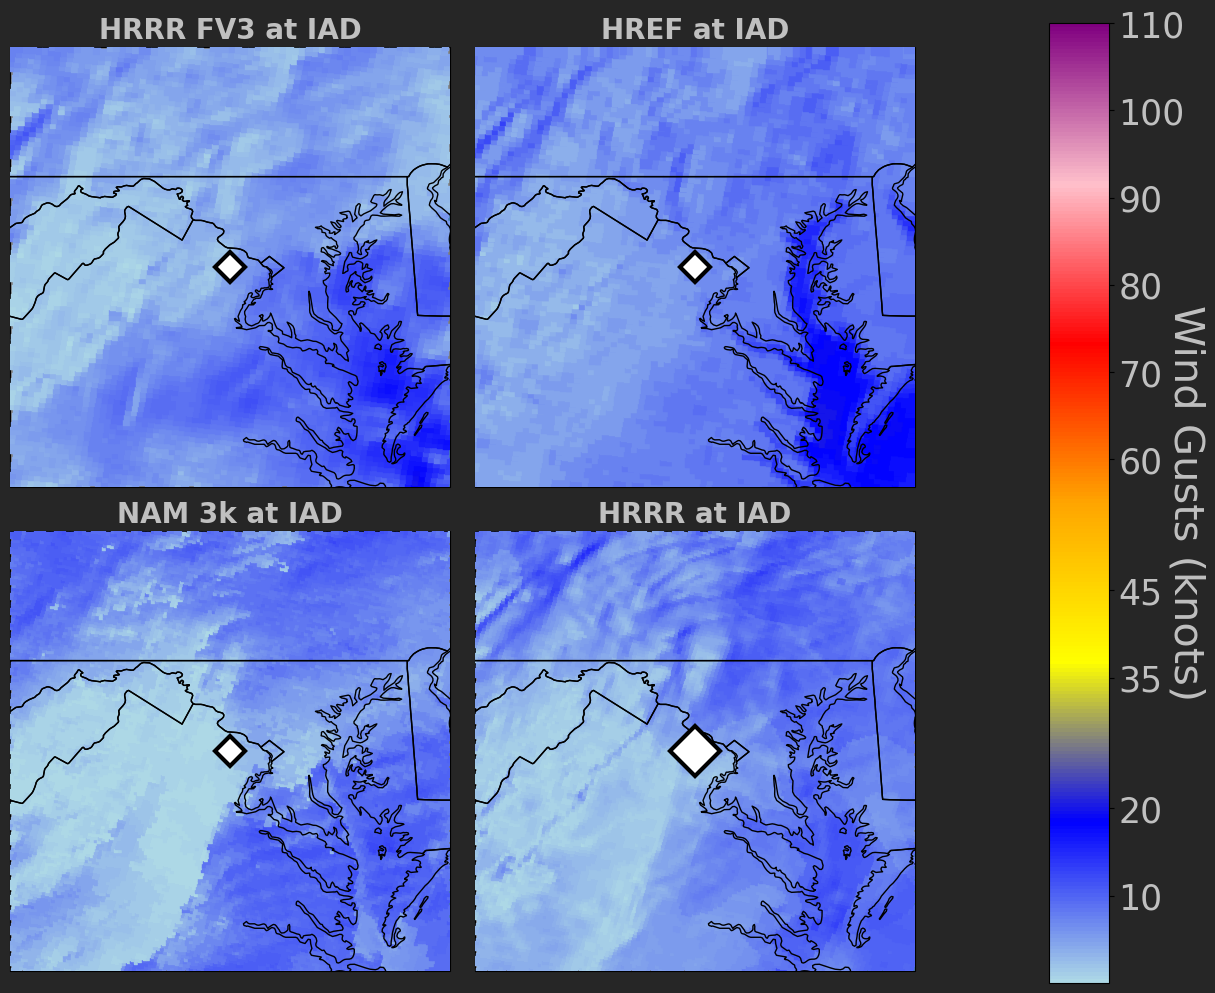 HRRR FV3 at IAD
HREF at IAD
NAM 3k at IAD
HRRR at IAD
110
100
90
80
70
60
45
35
20
10
Wind Gusts (knots)